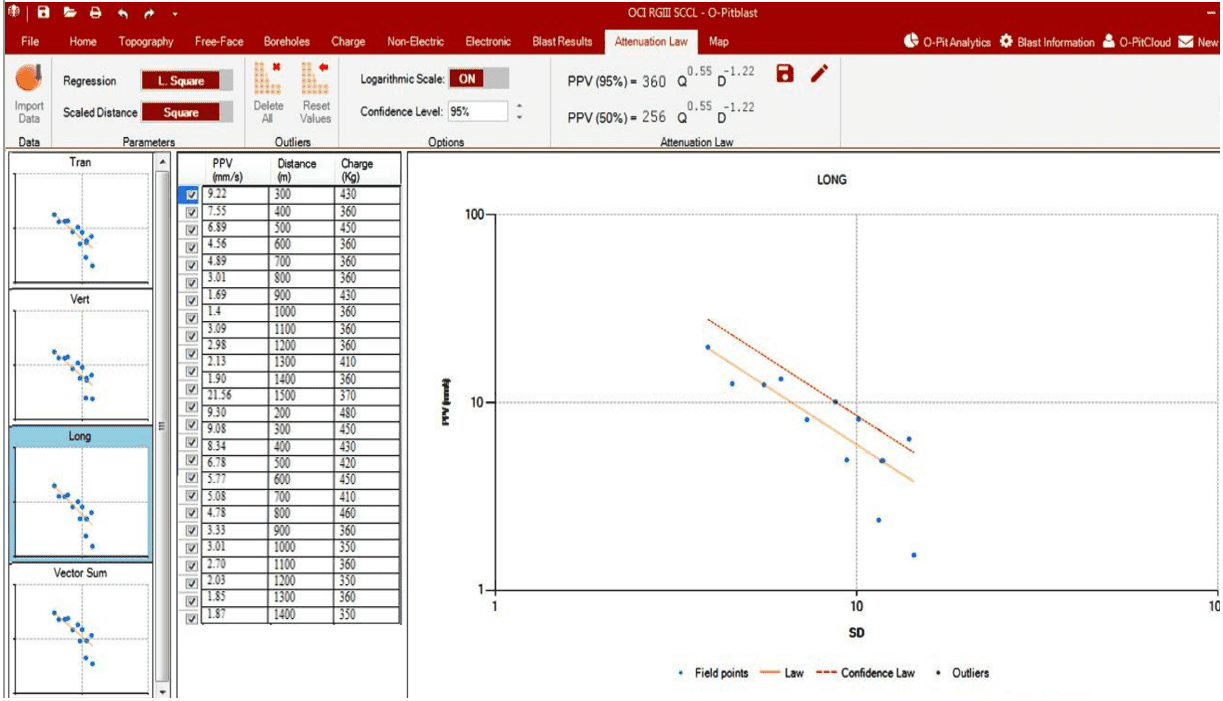 OCI RGIII SCCL - O-Pitblast
File Home Topography Free-Face Boreholes Charge Non-Electric Electronic Blast Results Attenuation Law Map O-PitAnalytics Blast Information O-PitCloud New
Import Data
Data
Regression L. Square
Scaled Distance Square
Parameters
Delete All
Reset Values
Outliers
Logarithmic Scale: ON
Confidence Level: 95%
Options
PPV (95%) = 360 Q^0.55 D^-1.22
PPV (50%) = 256 Q^0.55 D^-1.22
Attenuation Law
Tran
Vert
Long
Vector Sum
PPV (mm/s) Distance (m) Charge (Kg)
9.22 300 430
7.55 400 360
6.89 500 450
4.56 600 360
4.89 700 360
3.01 800 360
1.69 900 430
1.4 1000 360
3.09 1100 360
2.98 1200 360
2.13 1300 410
1.90 1400 360
21.56 1500 370
9.30 200 480
9.08 300 450
8.34 400 430
6.78 500 420
5.77 600 450
5.08 700 410
4.78 800 460
3.33 900 360
3.01 1000 350
2.70 1100 360
2.03 1200 350
1.85 1300 360
1.87 1400 350
LONG
100
10
1
PPV (mm/s)
1 10 10
SD
Field points Law Confidence Law Outliers